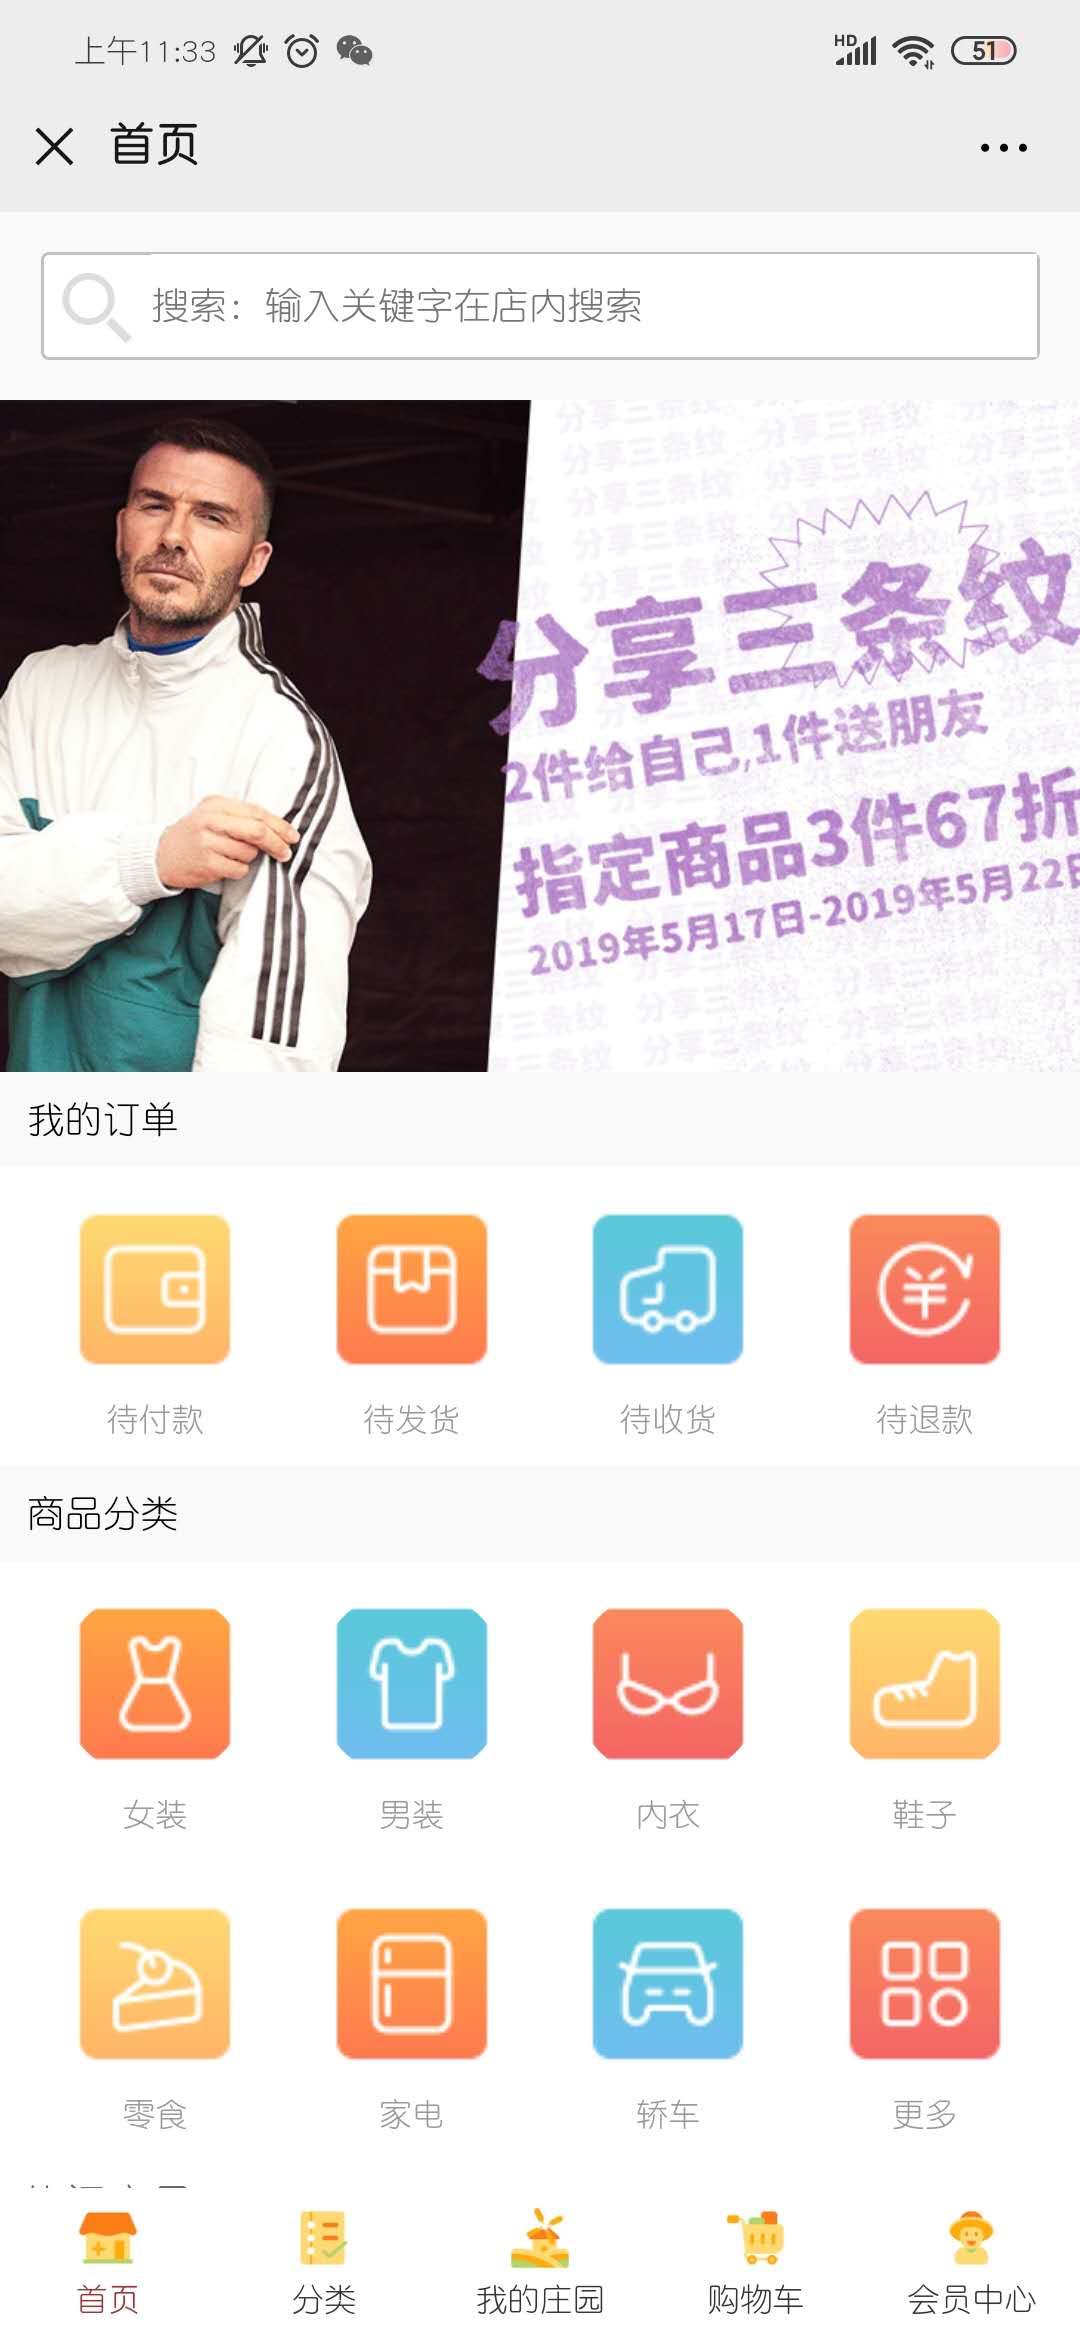 上午11:33
HD
51
首页
搜索：输入关键字在店内搜索
分享三条纹
2件给自己,1件送朋友
指定商品3件67折
2019年5月17日-2019年5月22日
我的订单
待付款 待发货 待收货 待退款
商品分类
女装 男装 内衣 鞋子
零食 家电 轿车 更多
首页 分类 我的庄园 购物车 会员中心